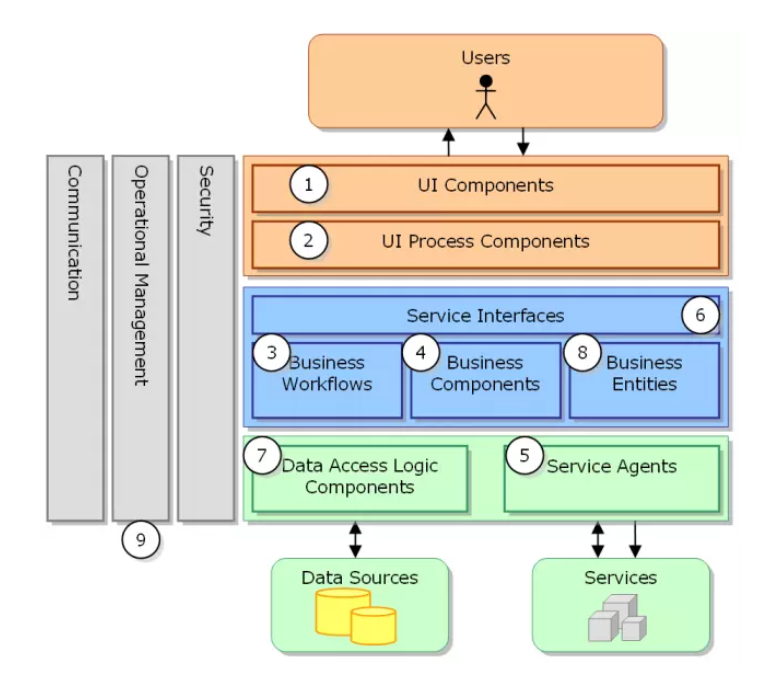 Users
Communication
Operational Management
Security
1
UI Components
2
UI Process Components
Service Interfaces
6
3
Business
Workflows
4
Business
Components
8
Business
Entities
7
Data Access Logic
Components
5
Service Agents
9
Data Sources
Services